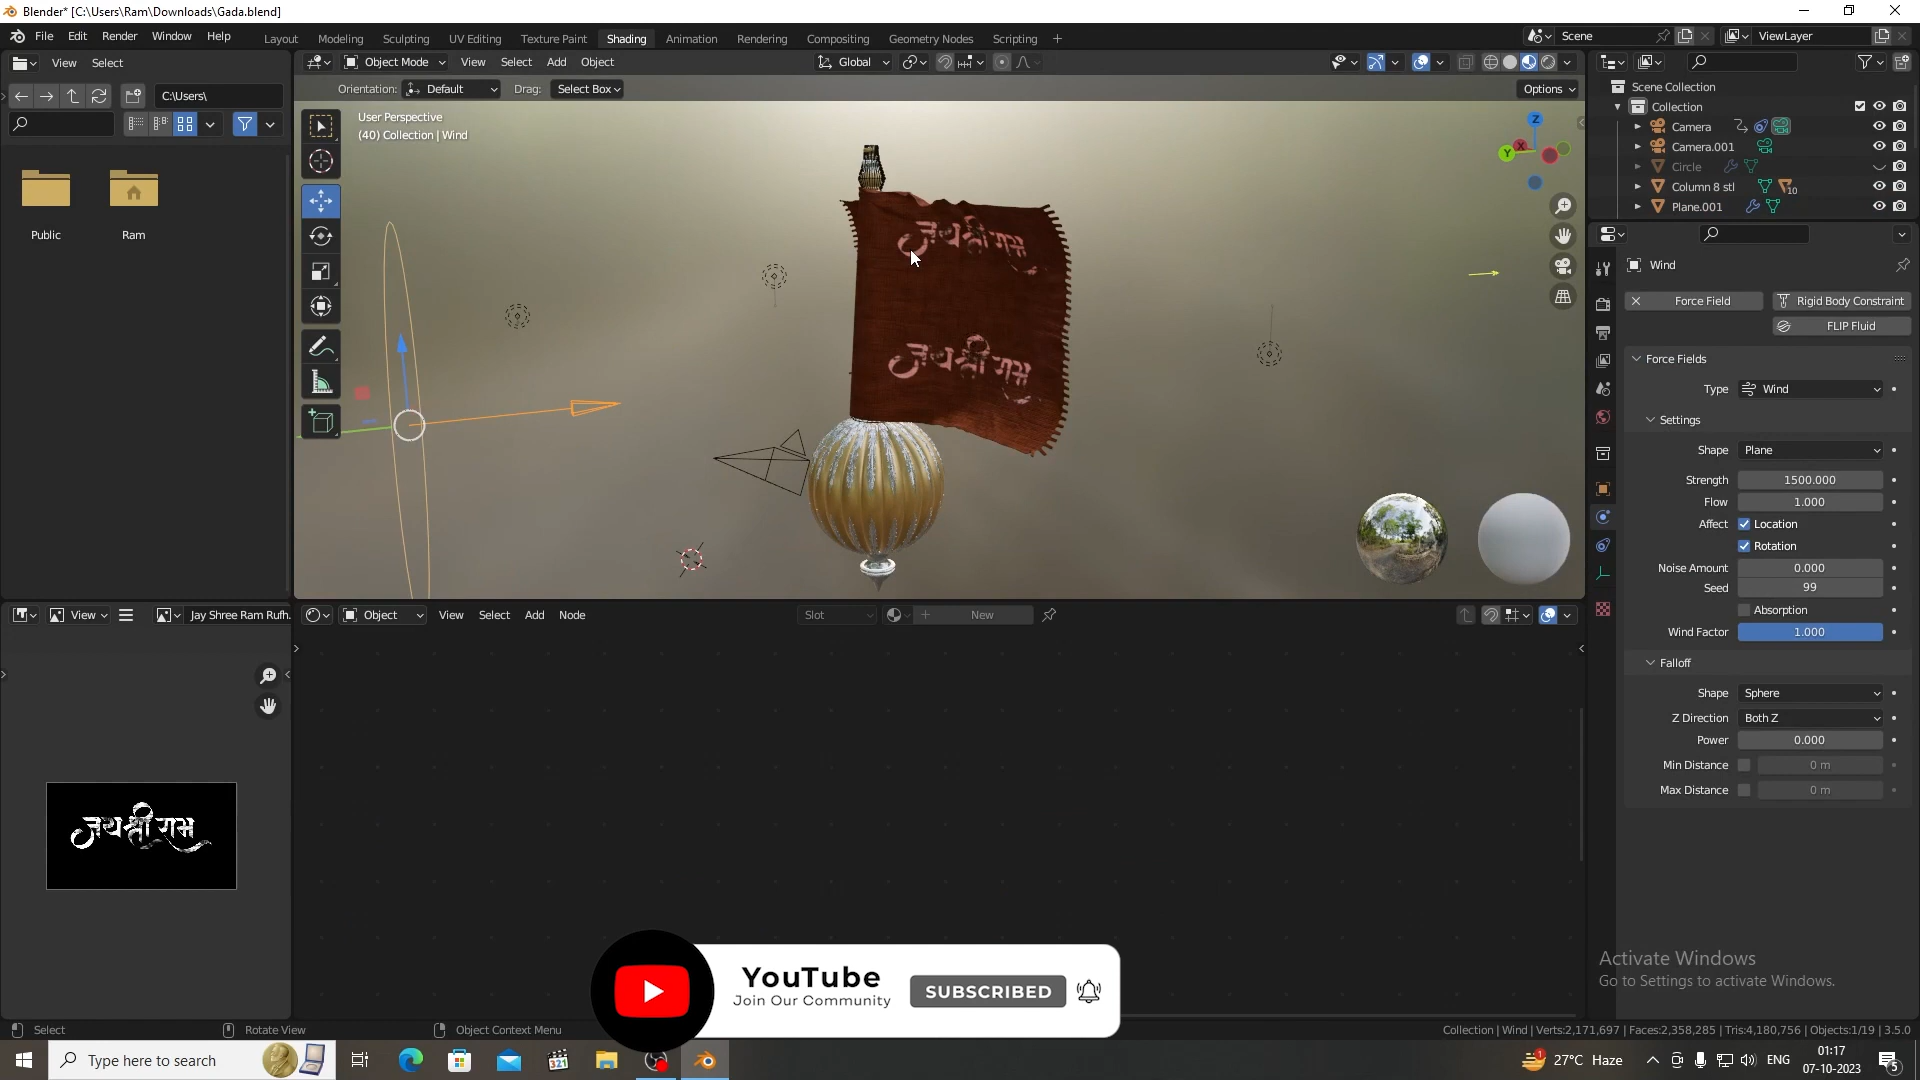 Blender* [C:\Users\Ram\Downloads\Gada.blend]
File Edit Render Window Help
Layout Modeling Sculpting UV Editing Texture Paint Shading Animation Rendering Compositing Geometry Nodes Scripting +
Scene
ViewLayer
View Select
C:\Users\
Public
Ram
Object Mode View Select Add Object
Global
Orientation: Default Drag: Select Box
Options
User Perspective
(40) Collection | Wind
Z
Y
X
जय श्री राम
जय श्री राम
Scene Collection
Collection
Camera
Camera.001
Circle
Column 8 stl
10
Plane.001
Wind
Force Field
Rigid Body Constraint
FLIP Fluid
Force Fields
Type Wind
Settings
Shape Plane
Strength 1500.000
Flow 1.000
Affect Location
Rotation
Noise Amount 0.000
Seed 99
Absorption
Wind Factor 1.000
Falloff
Shape Sphere
Z Direction Both Z
Power 0.000
Min Distance 0 m
Max Distance 0 m
View
Jay Shree Ram Rufh.
जय श्री राम
Object View Select Add Node
Slot
New
YouTube
Join Our Community
SUBSCRIBED
Activate Windows
Go to Settings to activate Windows.
Select
Rotate View
Object Context Menu
Collection | Wind | Verts:2,171,697 | Faces:2,358,285 | Tris:4,180,756 | Objects:1/19 | 3.5.0
Type here to search
321
1
27°C Haze
ENG
01:17
07-10-2023
5